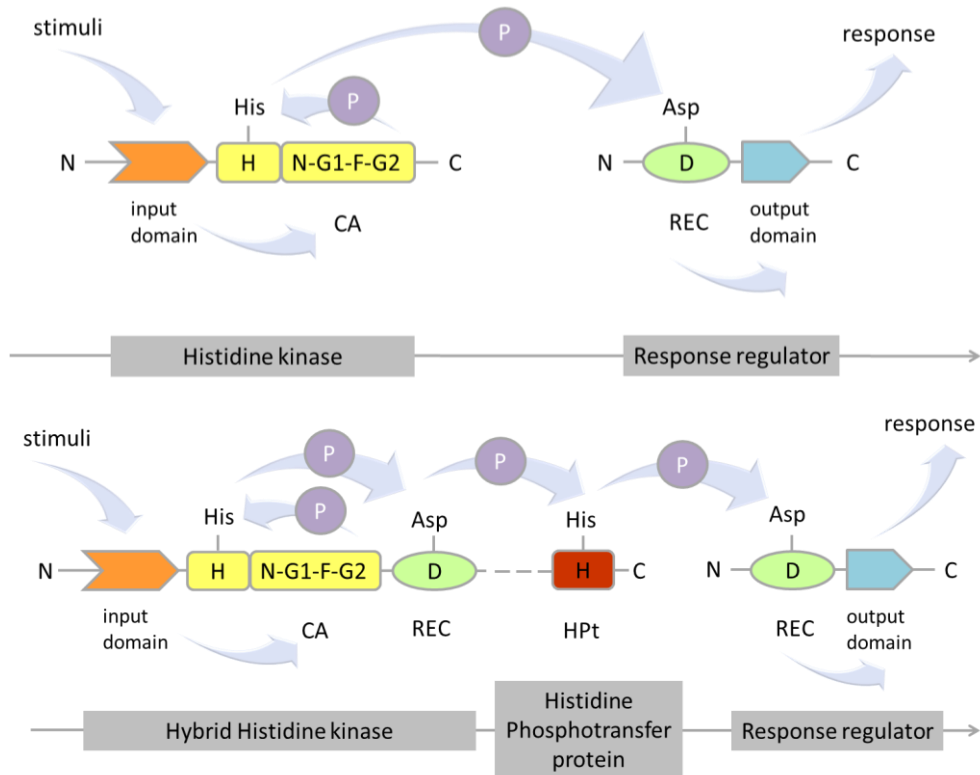 stimuli
P
response
His
P
Asp
N
H
N-G1-F-G2
C
N
D
C
input
domain
CA
REC
output
domain
Histidine kinase
Response regulator
stimuli
response
P
P
P
His
P
Asp
His
Asp
N
H
N-G1-F-G2
D
H
C
N
D
C
input
domain
CA
REC
HPt
REC
output
domain
Hybrid Histidine kinase
Histidine
Phosphotransfer
protein
Response regulator